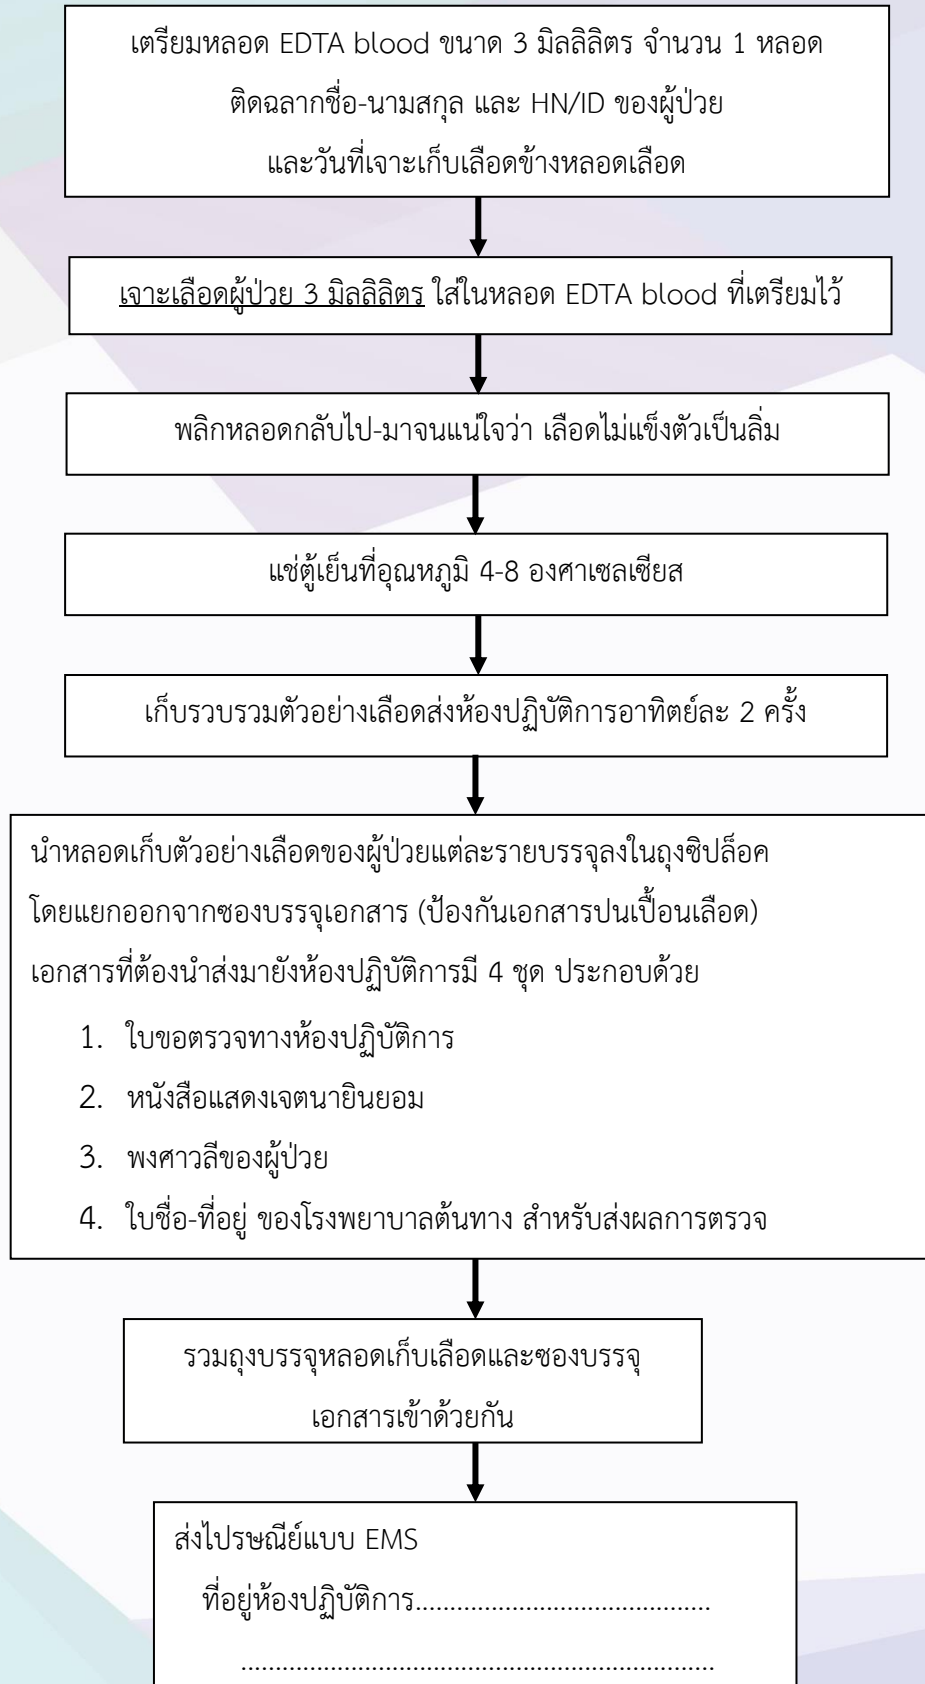 เตรียมหลอด EDTA blood ขนาด 3 มิลลิลิตร จำนวน 1 หลอด
ติดฉลากชื่อ-นามสกุล และ HN/ID ของผู้ป่วย
และวันที่เจาะเก็บเลือดข้างหลอดเลือด
เจาะเลือดผู้ป่วย 3 มิลลิลิตร ใส่ในหลอด EDTA blood ที่เตรียมไว้
พลิกหลอดกลับไป-มาจนแน่ใจว่า เลือดไม่แข็งตัวเป็นลิ่ม
แช่ตู้เย็นที่อุณหภูมิ 4-8 องศาเซลเซียส
เก็บรวบรวมตัวอย่างเลือดส่งห้องปฏิบัติการอาทิตย์ละ 2 ครั้ง
นำหลอดเก็บตัวอย่างเลือดของผู้ป่วยแต่ละรายบรรจุลงในถุงซิปล็อค
โดยแยกออกจากซองบรรจุเอกสาร (ป้องกันเอกสารปนเปื้อนเลือด)
เอกสารที่ต้องนำส่งมายังห้องปฏิบัติการมี 4 ชุด ประกอบด้วย
1. ใบขอตรวจทางห้องปฏิบัติการ
2. หนังสือแสดงเจตนายินยอม
3. พงศาวลีของผู้ป่วย
4. ใบชื่อ-ที่อยู่ ของโรงพยาบาลต้นทาง สำหรับส่งผลการตรวจ
รวมถุงบรรจุหลอดเก็บเลือดและซองบรรจุ
เอกสารเข้าด้วยกัน
ส่งไปรษณีย์แบบ EMS
ที่อยู่ห้องปฏิบัติการ...........................................
.....................................................................